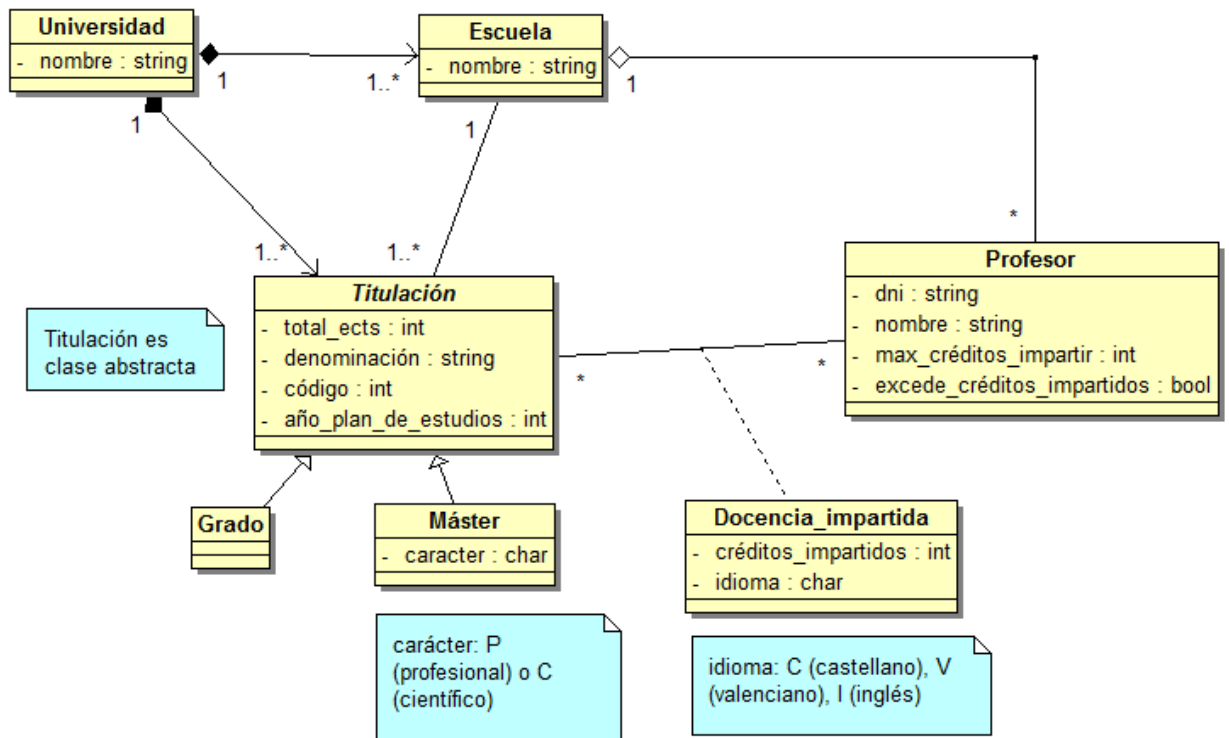 Universidad
- nombre : string
1
1
1..*
Escuela
- nombre : string
1
1
*
1..*
1..*
Titulación
- total_ects : int
- denominación : string
- código : int
- año_plan_de_estudios : int
*
*
Profesor
- dni : string
- nombre : string
- max_créditos_impartir : int
- excede_créditos_impartidos : bool
Titulación es
clase abstracta
Grado
Máster
- caracter : char
Docencia_impartida
- créditos_impartidos : int
- idioma : char
carácter: P
(profesional) o C
(científico)
idioma: C (castellano), V
(valenciano), I (inglés)